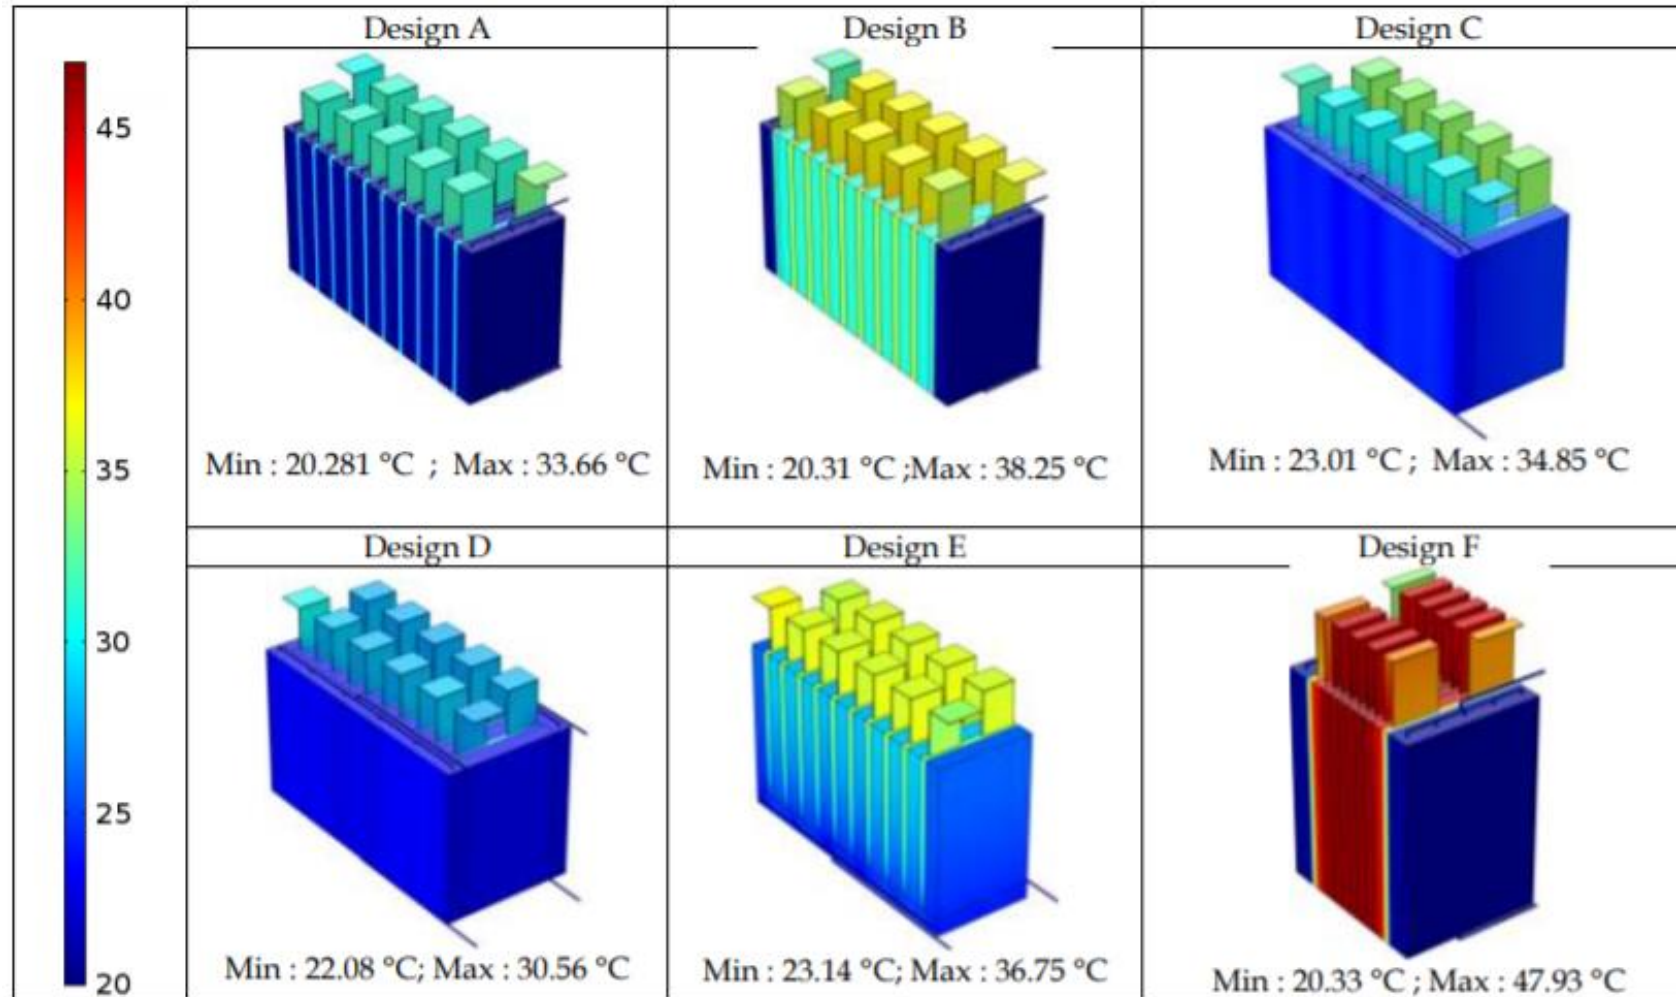 Design A
Design B
Design C
45
40
35
30
25
20
Min : 20.281 °C ; Max : 33.66 °C
Min : 20.31 °C ;Max : 38.25 °C
Min : 23.01 °C ; Max : 34.85 °C
Design D
Design E
Design F
Min : 22.08 °C; Max : 30.56 °C
Min : 23.14 °C; Max : 36.75 °C
Min : 20.33 °C ; Max : 47.93 °C